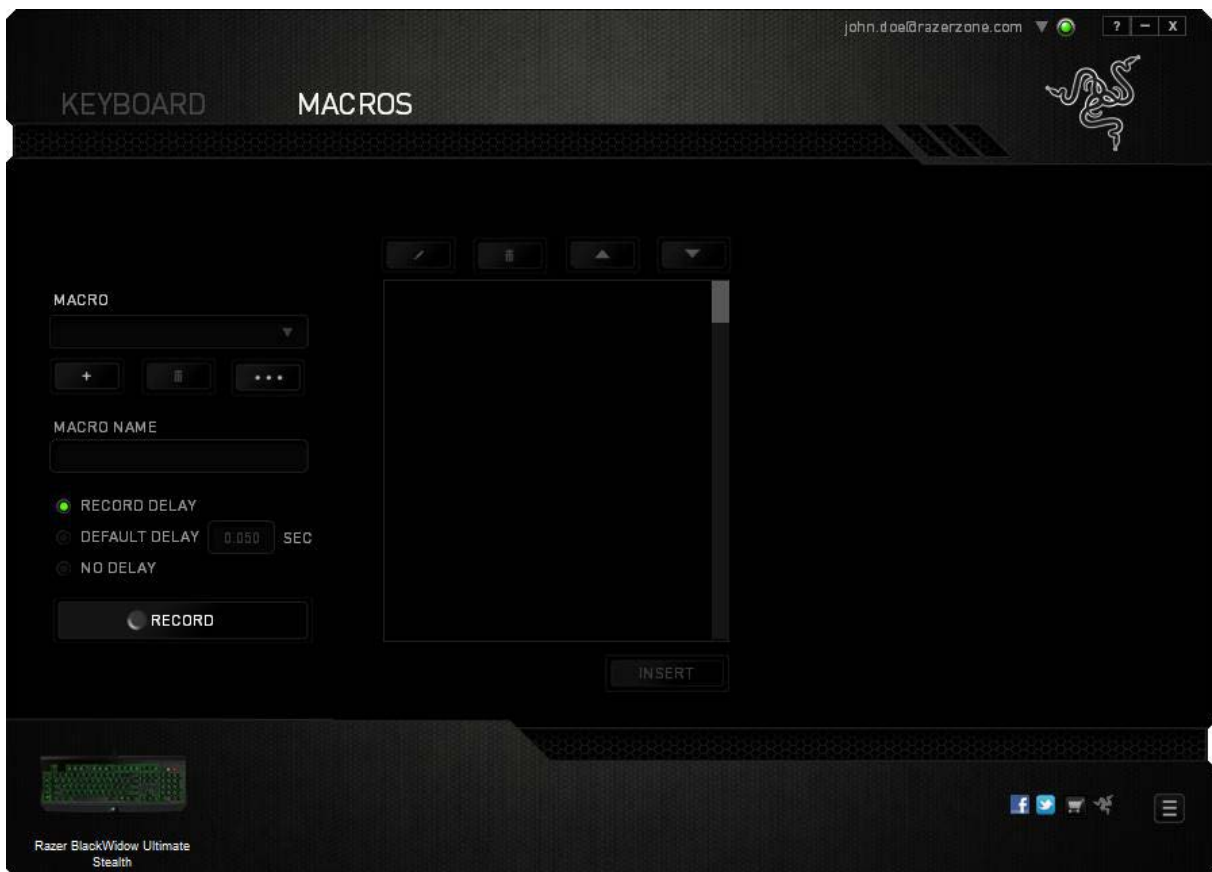 john.doe@razerzone.com
? – X
KEYBOARD MACROS
MACRO
+
MACRO NAME
RECORD DELAY
DEFAULT DELAY 0.050 SEC
NO DELAY
RECORD
INSERT
Razer BlackWidow Ultimate
Stealth